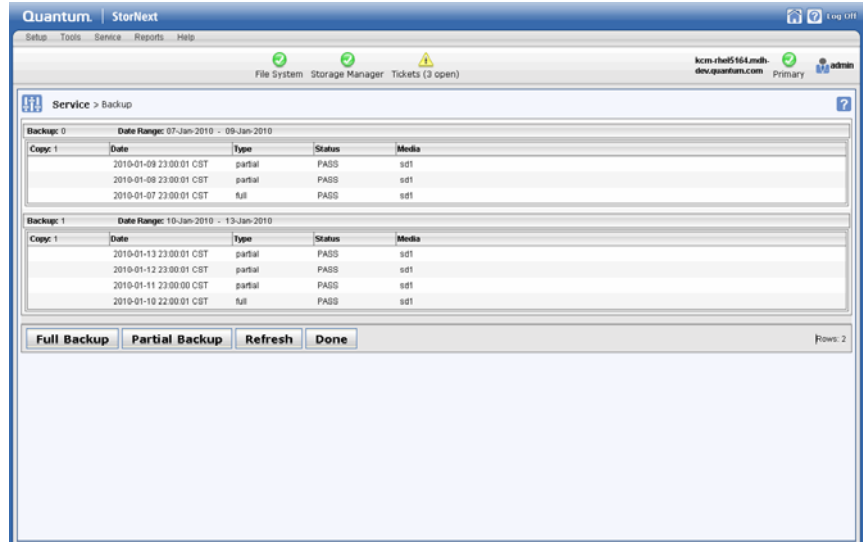 Quantum. StorNext Log Off
Setup Tools Service Reports Help
File System Storage Manager Tickets (3 open)
kcm-rhel5164.mdh-
dev.quantum.com Primary admin
Service > Backup
Backup: 0 Date Range: 07-Jan-2010 - 09-Jan-2010
Copy: 1 Date Type Status Media
2010-01-09 23:00:01 CST partial PASS sd1
2010-01-08 23:00:01 CST partial PASS sd1
2010-01-07 23:00:01 CST full PASS sd1
Backup: 1 Date Range: 10-Jan-2010 - 13-Jan-2010
Copy: 1 Date Type Status Media
2010-01-13 23:00:01 CST partial PASS sd1
2010-01-12 23:00:01 CST partial PASS sd1
2010-01-11 23:00:00 CST partial PASS sd1
2010-01-10 22:00:01 CST full PASS sd1
Full Backup Partial Backup Refresh Done Rows: 2